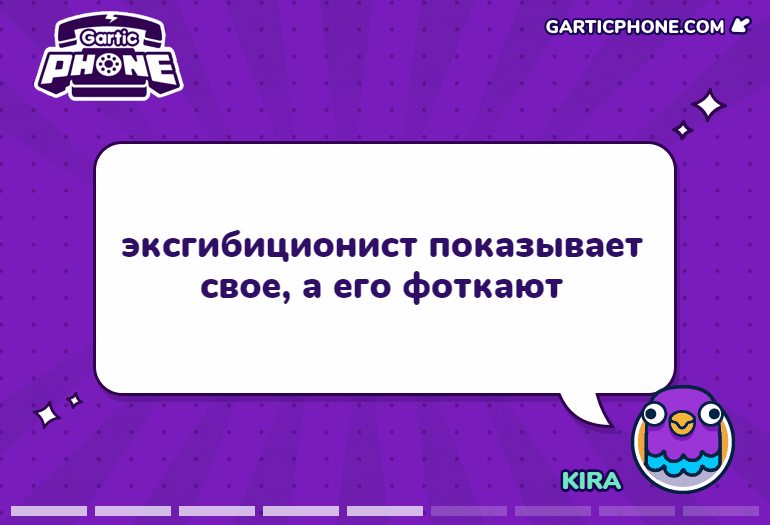 Gartic
PHONE
GARTICPHONE.COM
эксгибиционист показывает
свое, а его фоткают
KIRA